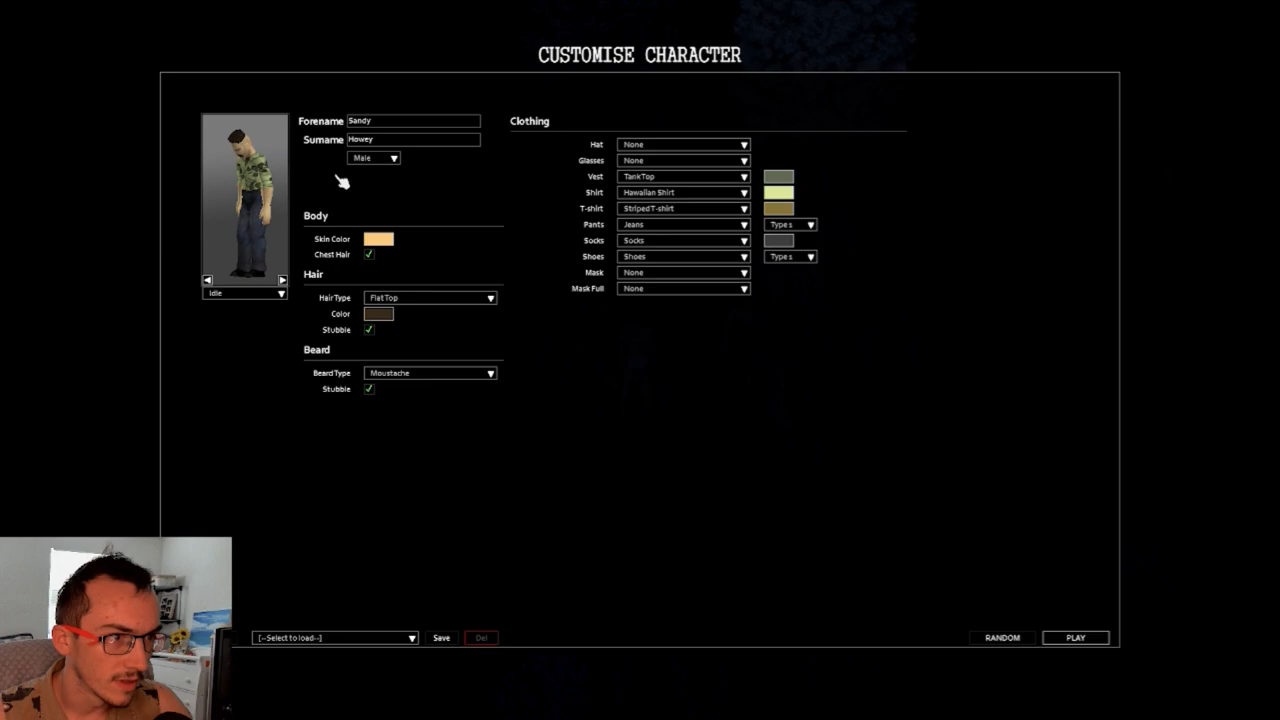 CUSTOMISE CHARACTER
Forename Sandy
Surname Howey
Male
Idle
Body
Skin Color
Chest Hair
Hair
Hair Type FlatTop
Color
Stubble
Beard
Beard Type Moustache
Stubble
Clothing
Hat None
Glasses None
Vest TankTop
Shirt Hawaiian Shirt
T-shirt Striped T-shirt
Pants Jeans Types
Socks Socks
Shoes Shoes Types
Mask None
Mask Full None
[--Select to load--] Save Del RANDOM PLAY